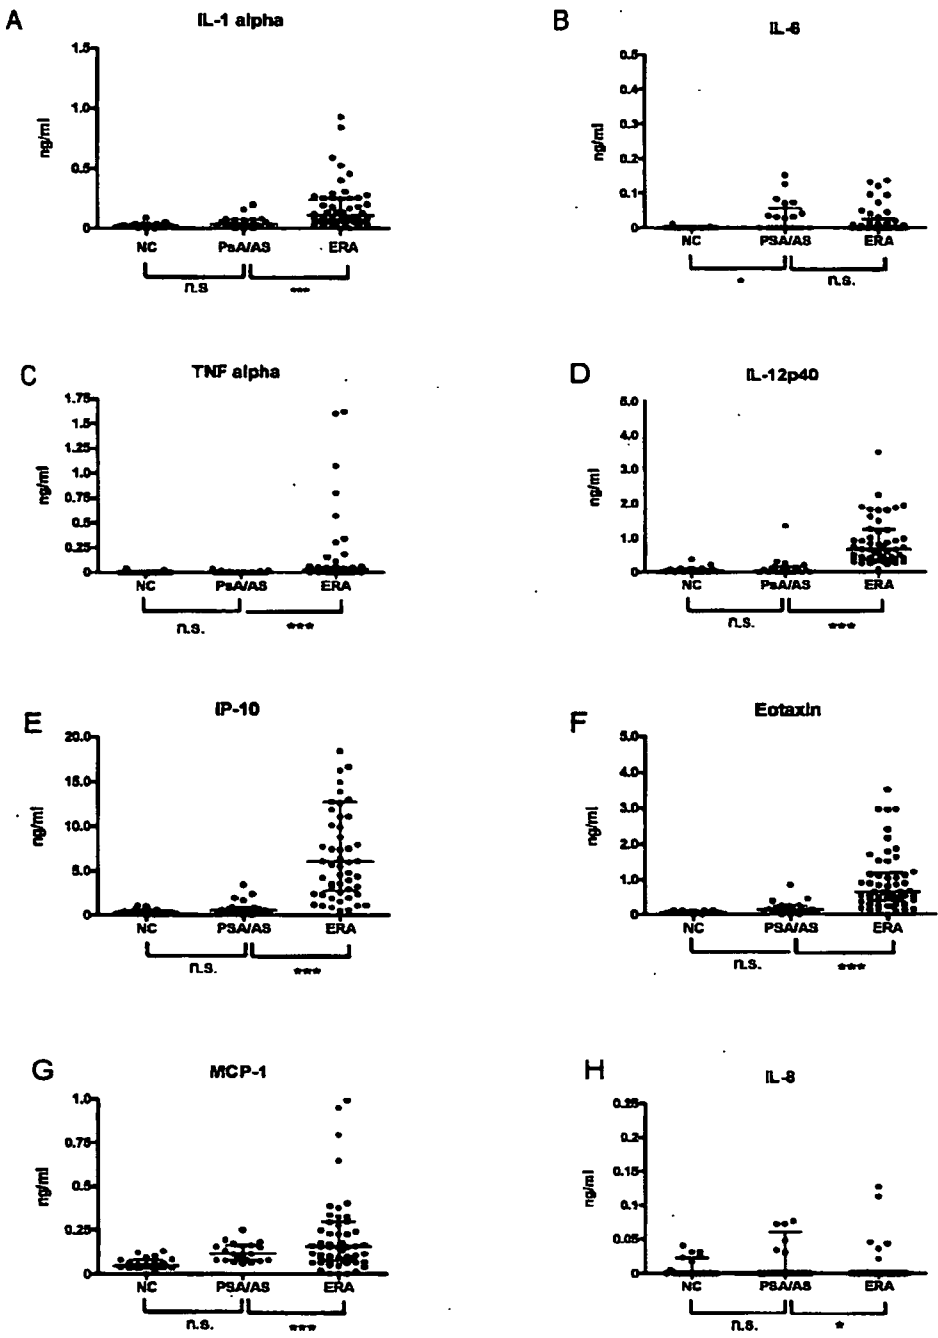 A
IL-1 alpha
1.5
1.0
0.5
0
ng/ml
NC PsA/AS ERA
n.s
***
B
IL-6
0.5
0.4
0.3
0.2
0.1
0
ng/ml
NC PSA/AS ERA
*
n.s.
C
TNF alpha
1.75
1.5
1.25
1.0
0.75
0.5
0.25
0
ng/ml
NC PsA/AS ERA
n.s.
***
D
IL-12p40
5.0
4.0
3.0
2.0
1.0
0
ng/ml
NC PsA/AS ERA
n.s.
***
E
IP-10
20.0
15.0
10.0
5.0
0
ng/ml
NC PSA/AS ERA
n.s.
***
F
Eotaxin
5.0
4.0
3.0
2.0
1.0
0
ng/ml
NC PSA/AS ERA
n.s.
***
G
MCP-1
1.0
0.75
0.5
0.25
0
ng/ml
NC PSA/AS ERA
n.s.
***
H
IL-8
0.25
0.2
0.15
0.1
0.05
0
ng/ml
NC PSA/AS ERA
n.s.
*